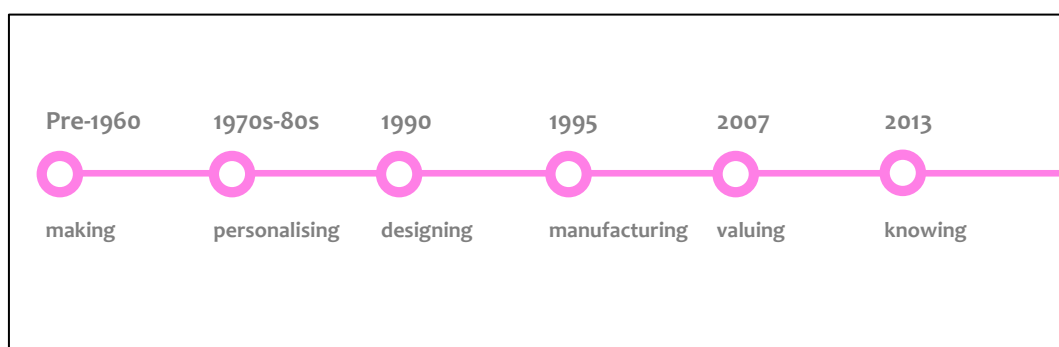 Pre-1960 1970s-80s 1990 1995 2007 2013
making personalising designing manufacturing valuing knowing